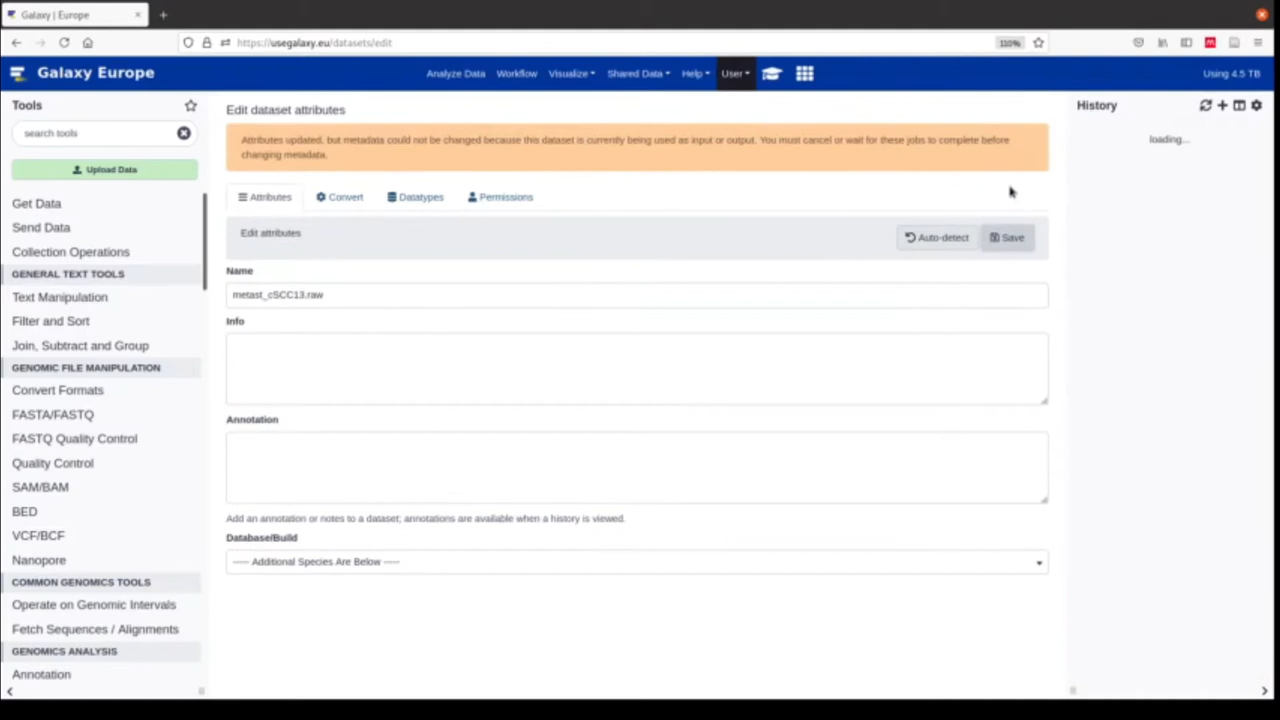 Galaxy | Europe
https://usegalaxy.eu/datasets/edit
110%
Galaxy Europe
Analyze Data
Workflow
Visualize
Shared Data
Help
User
Using 4.5 TB
Tools
search tools
Upload Data
Get Data
Send Data
Collection Operations
GENERAL TEXT TOOLS
Text Manipulation
Filter and Sort
Join, Subtract and Group
GENOMIC FILE MANIPULATION
Convert Formats
FASTA/FASTQ
FASTQ Quality Control
Quality Control
SAM/BAM
BED
VCF/BCF
Nanopore
COMMON GENOMICS TOOLS
Operate on Genomic Intervals
Fetch Sequences / Alignments
GENOMICS ANALYSIS
Annotation
Edit dataset attributes
Attributes updated, but metadata could not be changed because this dataset is currently being used as input or output. You must cancel or wait for these jobs to complete before
changing metadata.
Attributes
Convert
Datatypes
Permissions
Edit attributes
Auto-detect
Save
Name
metast_cSCC13.raw
Info
Annotation
Add an annotation or notes to a dataset; annotations are available when a history is viewed.
Database/Build
----- Additional Species Are Below -----
History
loading...